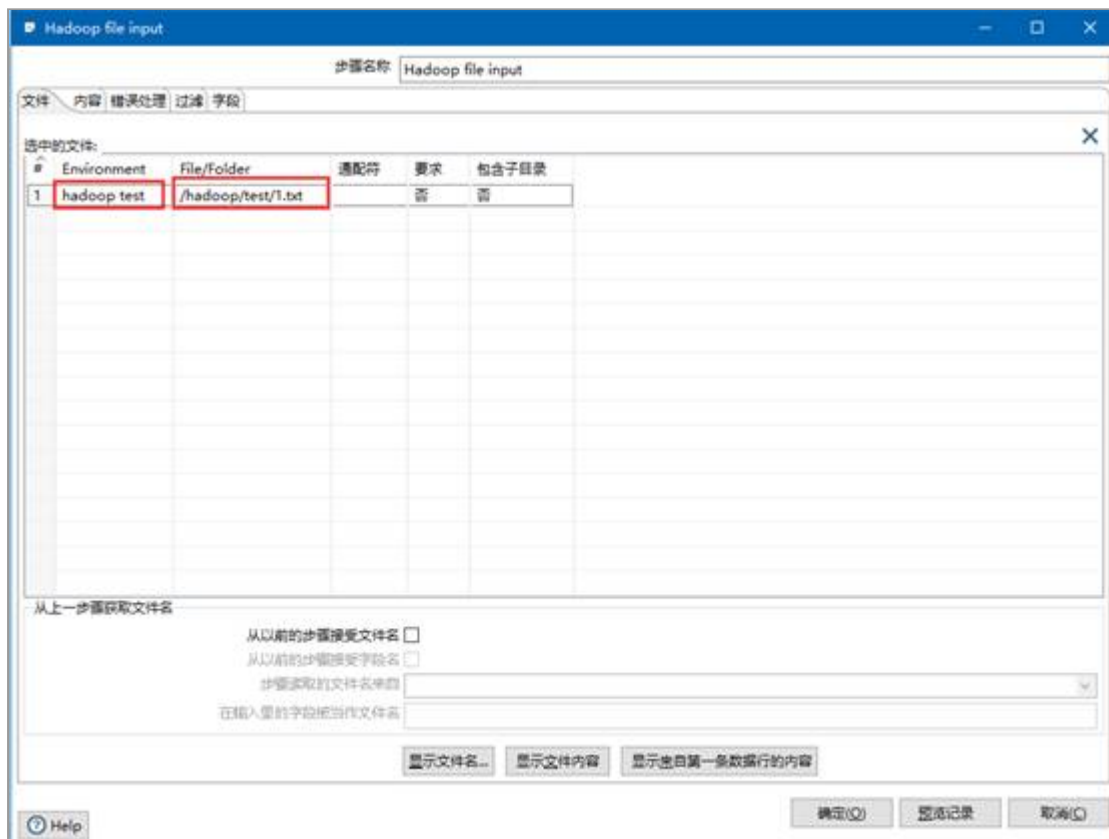 Hadoop file input
步骤名称 Hadoop file input
文件 内容 错误处理 过滤 字段
选中的文件:
# Environment File/Folder 通配符 要求 包含子目录
1 hadoop test /hadoop/test/1.txt 否 否
从上一步骤获取文件名
从以前的步骤接受文件名
从以前的步骤接受字段名
步骤读取的文件名来自
在输入里的字段被当作文件名
显示文件名... 显示文件内容 显示来自第一条数据行的内容
确定(O) 预览记录 取消(C)
Help